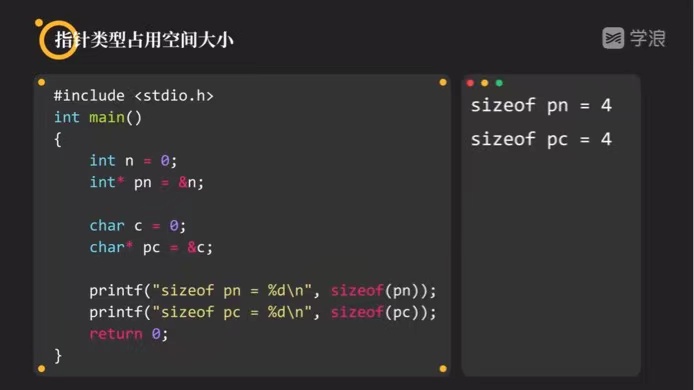 指针类型占用空间大小
学浪
#include <stdio.h>
int main()
{
    int n = 0;
    int* pn = &n;

    char c = 0;
    char* pc = &c;

    printf("sizeof pn = %d\n", sizeof(pn));
    printf("sizeof pc = %d\n", sizeof(pc));
    return 0;
}
sizeof pn = 4
sizeof pc = 4